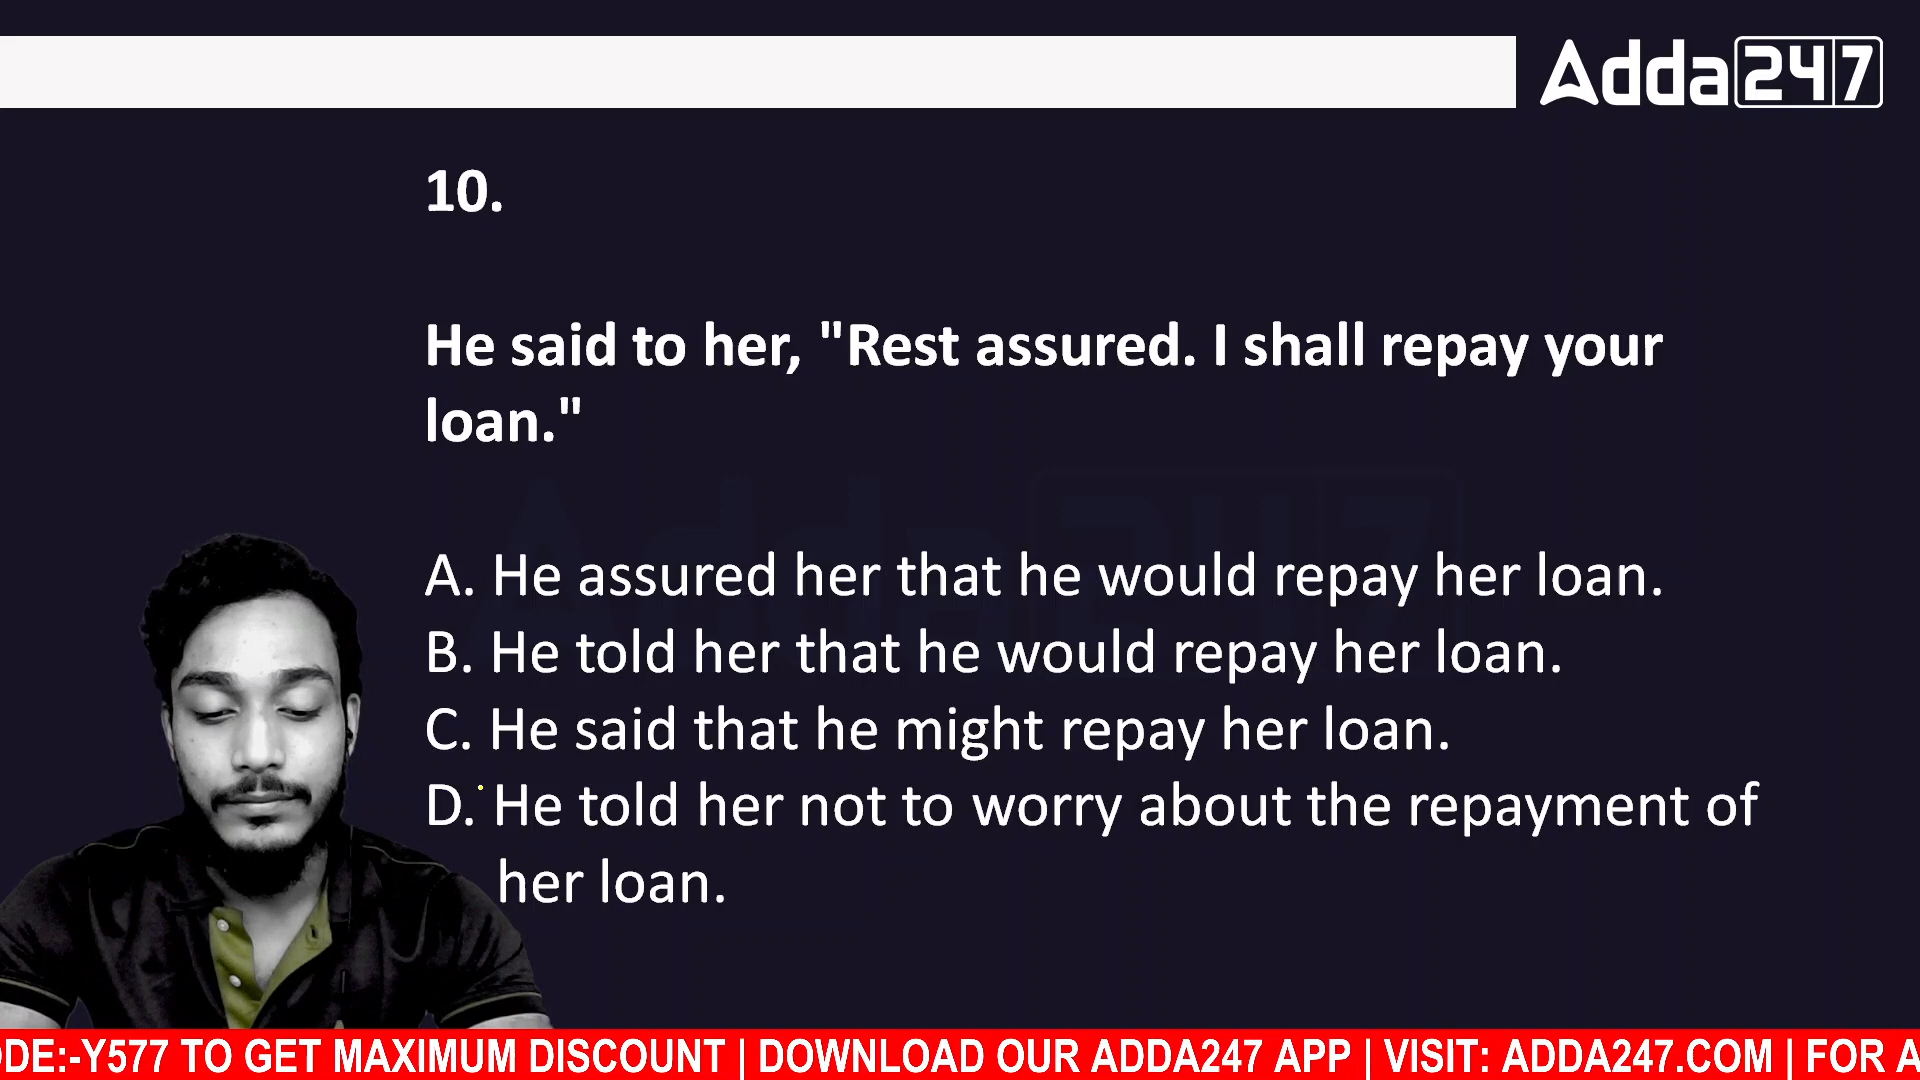 Adda247
10.
He said to her, "Rest assured. I shall repay your
loan."
A. He assured her that he would repay her loan.
B. He told her that he would repay her loan.
C. He said that he might repay her loan.
D. He told her not to worry about the repayment of
her loan.
DE:-Y577 TO GET MAXIMUM DISCOUNT | DOWNLOAD OUR ADDA247 APP | VISIT: ADDA247.COM | FOR A